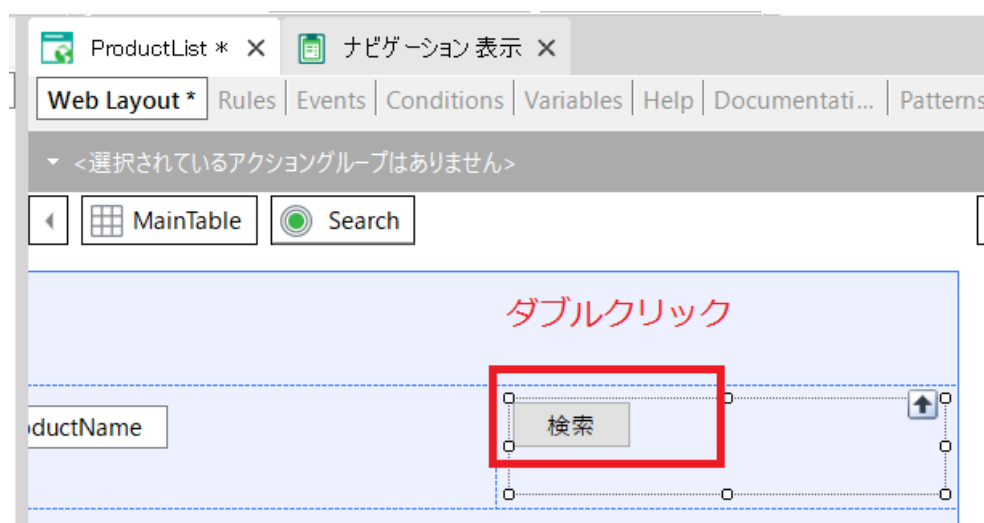 ProductList * ナビゲーション 表示
Web Layout * Rules Events Conditions Variables Help Documentati... Patterns
<選択されているアクショングループはありません>
MainTable Search
ダブルクリック
oductName 検索